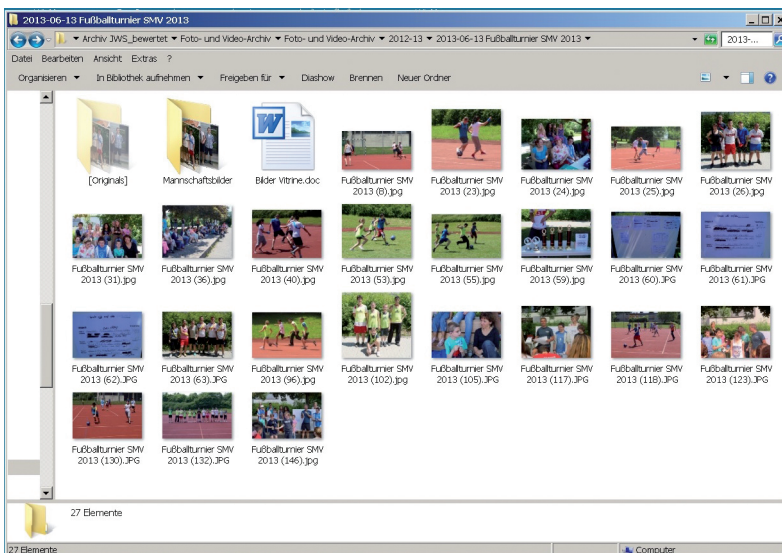 2013-06-13 Fußballturnier SMV 2013
Archiv JWS_bewertet ▾ Foto- und Video-Archiv ▾ Foto- und Video-Archiv ▾ 2012-13 ▾ 2013-06-13 Fußballturnier SMV 2013 ▾
2013-...
Datei Bearbeiten Ansicht Extras ?
Organisieren ▾ In Bibliothek aufnehmen ▾ Freigeben für ▾ Diashow Brennen Neuer Ordner
[Originals]
Mannschaftsbilder
Bilder Vitrine.doc
Fußballturnier SMV
2013 (8).jpg
Fußballturnier SMV
2013 (23).jpg
Fußballturnier SMV
2013 (24).jpg
Fußballturnier SMV
2013 (25).jpg
Fußballturnier SMV
2013 (26).jpg
Fußballturnier SMV
2013 (31).jpg
Fußballturnier SMV
2013 (36).jpg
Fußballturnier SMV
2013 (40).jpg
Fußballturnier SMV
2013 (53).jpg
Fußballturnier SMV
2013 (55).jpg
Fußballturnier SMV
2013 (59).jpg
Fußballturnier SMV
2013 (60).JPG
Fußballturnier SMV
2013 (61).JPG
Fußballturnier SMV
2013 (62).JPG
Fußballturnier SMV
2013 (63).JPG
Fußballturnier SMV
2013 (96).jpg
Fußballturnier SMV
2013 (102).jpg
Fußballturnier SMV
2013 (105).JPG
Fußballturnier SMV
2013 (117).JPG
Fußballturnier SMV
2013 (118).JPG
Fußballturnier SMV
2013 (123).JPG
Fußballturnier SMV
2013 (130).JPG
Fußballturnier SMV
2013 (132).JPG
Fußballturnier SMV
2013 (146).jpg
27 Elemente
27 Elemente
Computer